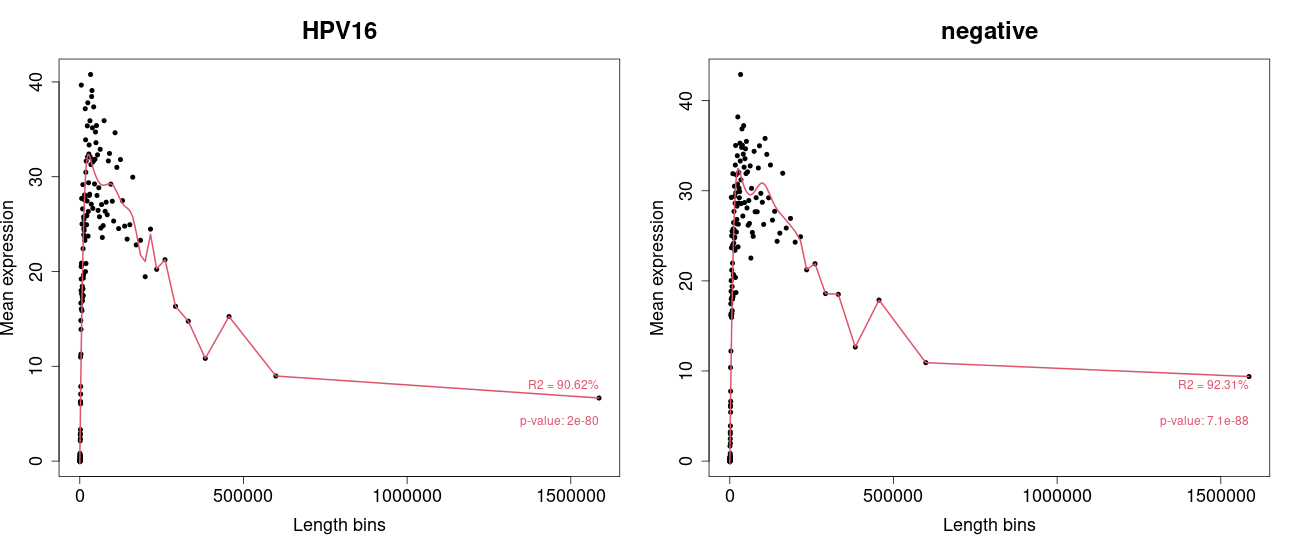 HPV16
Mean expression
40
30
20
10
0
R2 = 90.62%
p-value: 2e-80
0 500000 1000000 1500000
Length bins
negative
Mean expression
40
30
20
10
0
R2 = 92.31%
p-value: 7.1e-88
0 500000 1000000 1500000
Length bins